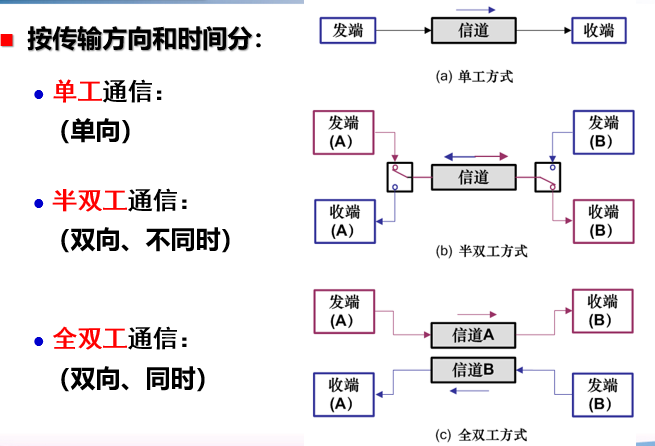 按传输方向和时间分：
单工通信：
（单向）
半双工通信：
（双向、不同时）
全双工通信：
（双向、同时）
发端
信道
收端
(a) 单工方式
发端
(A)
发端
(B)
信道
收端
(A)
收端
(B)
(b) 半双工方式
发端
(A)
收端
(B)
信道A
信道B
收端
(A)
发端
(B)
(c) 全双工方式